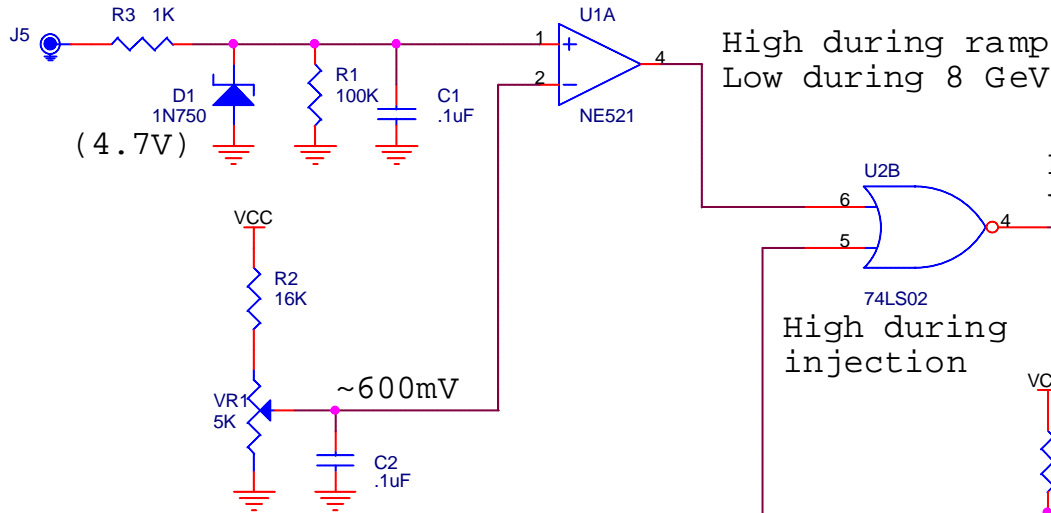 J5
R3 1K
U1A
1
2
4
NE521
High during ramp
Low during 8 GeV
D1
1N750
(4.7V)
R1
100K
C1
.1uF
U2B
6
5
4
74LS02
High during
injection
VCC
R2
16K
VR1
5K
~600mV
C2
.1uF